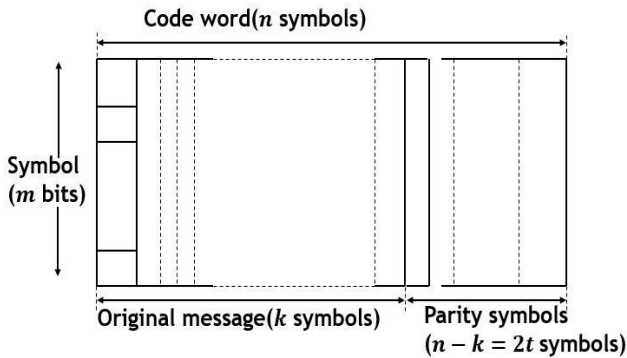 Code word(n symbols)
Symbol
(m bits)
Original message(k symbols)
Parity symbols
(n − k = 2t symbols)